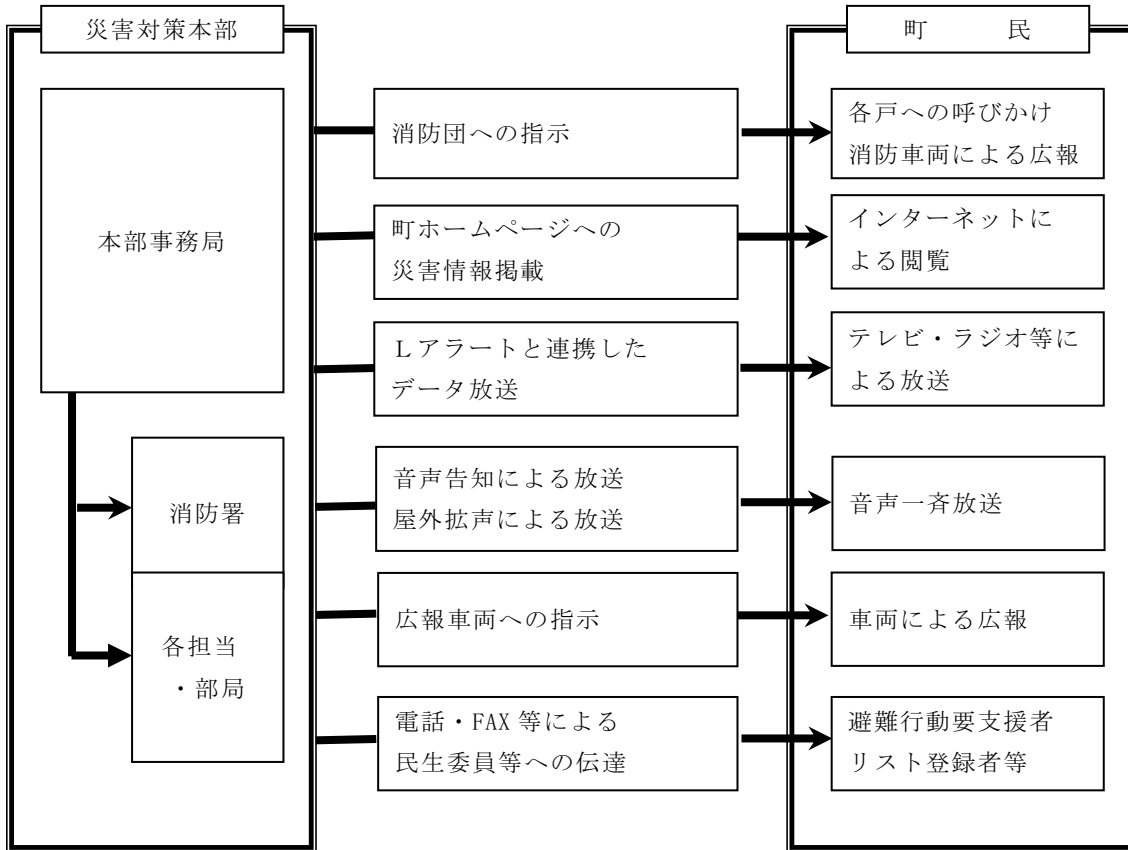 災害対策本部
町 民
本部事務局
消防署
各担当
・部局
消防団への指示
各戸への呼びかけ
消防車両による広報
町ホームページへの
災害情報掲載
インターネットに
よる閲覧
Ｌアラートと連携した
データ放送
テレビ・ラジオ等に
よる放送
音声告知による放送
屋外拡声による放送
音声一斉放送
広報車両への指示
車両による広報
電話・FAX 等による
民生委員等への伝達
避難行動要支援者
リスト登録者等